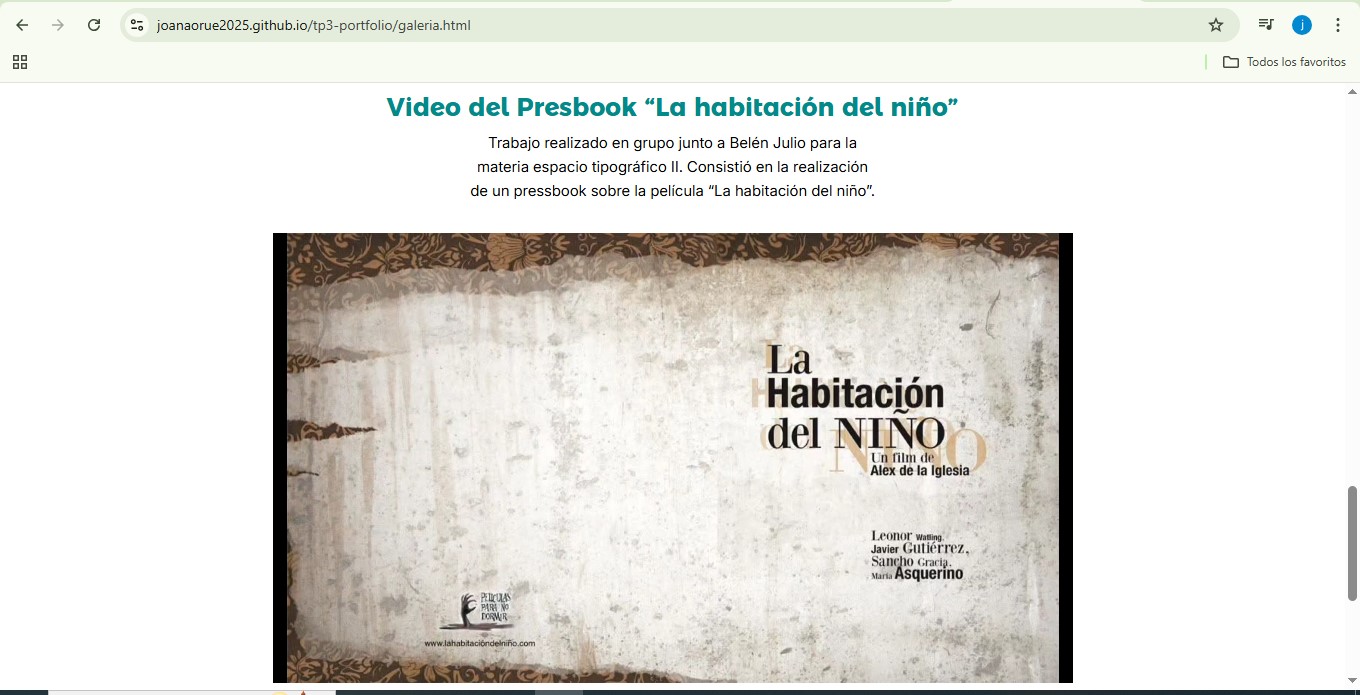 joanaorue2025.github.io/tp3-portfolio/galeria.html
j
Todos los favoritos
Video del Presbook “La habitación del niño”
Trabajo realizado en grupo junto a Belén Julio para la
materia espacio tipográfico II. Consistió en la realización
de un pressbook sobre la película “La habitación del niño”.
La
Habitación
del NIÑO
Un film de
Alex de la Iglesia
Leonor Watling,
Javier Gutiérrez,
Sancho Gracia,
María Asquerino
PELICULAS
PARA NO
DORMIR
www.lahabitacióndelniño.com